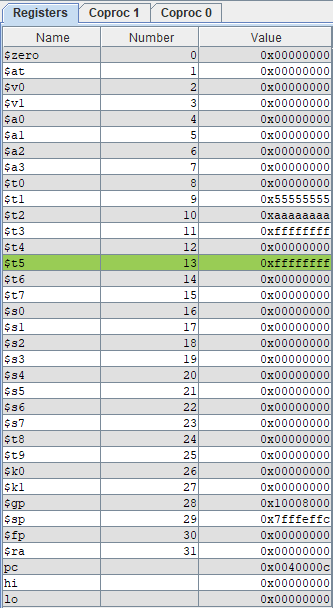 Registers Coproc 1 Coproc 0
Name Number Value
$zero 0 0x00000000
$at 1 0x00000000
$v0 2 0x00000000
$v1 3 0x00000000
$a0 4 0x00000000
$a1 5 0x00000000
$a2 6 0x00000000
$a3 7 0x00000000
$t0 8 0x00000000
$t1 9 0x55555555
$t2 10 0xaaaaaaaa
$t3 11 0xffffffff
$t4 12 0x00000000
$t5 13 0xffffffff
$t6 14 0x00000000
$t7 15 0x00000000
$s0 16 0x00000000
$s1 17 0x00000000
$s2 18 0x00000000
$s3 19 0x00000000
$s4 20 0x00000000
$s5 21 0x00000000
$s6 22 0x00000000
$s7 23 0x00000000
$t8 24 0x00000000
$t9 25 0x00000000
$k0 26 0x00000000
$k1 27 0x00000000
$gp 28 0x10008000
$sp 29 0x7fffeffc
$fp 30 0x00000000
$ra 31 0x00000000
pc 0x0040000c
hi 0x00000000
lo 0x00000000